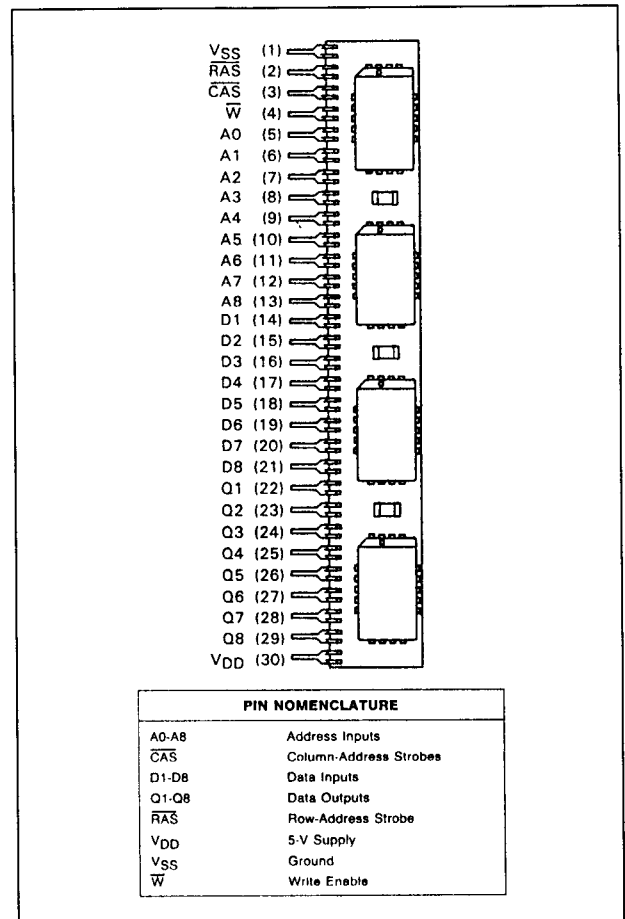 VSS (1)
R̅A̅S̅ (2)
C̅A̅S̅ (3)
W̅ (4)
A0 (5)
A1 (6)
A2 (7)
A3 (8)
A4 (9)
A5 (10)
A6 (11)
A7 (12)
A8 (13)
D1 (14)
D2 (15)
D3 (16)
D4 (17)
D5 (18)
D6 (19)
D7 (20)
D8 (21)
Q1 (22)
Q2 (23)
Q3 (24)
Q4 (25)
Q5 (26)
Q6 (27)
Q7 (28)
Q8 (29)
VDD (30)
PIN NOMENCLATURE
A0-A8 Address Inputs
C̅A̅S̅ Column-Address Strobes
D1-D8 Data Inputs
Q1-Q8 Data Outputs
R̅A̅S̅ Row-Address Strobe
VDD 5-V Supply
VSS Ground
W̅ Write Enable